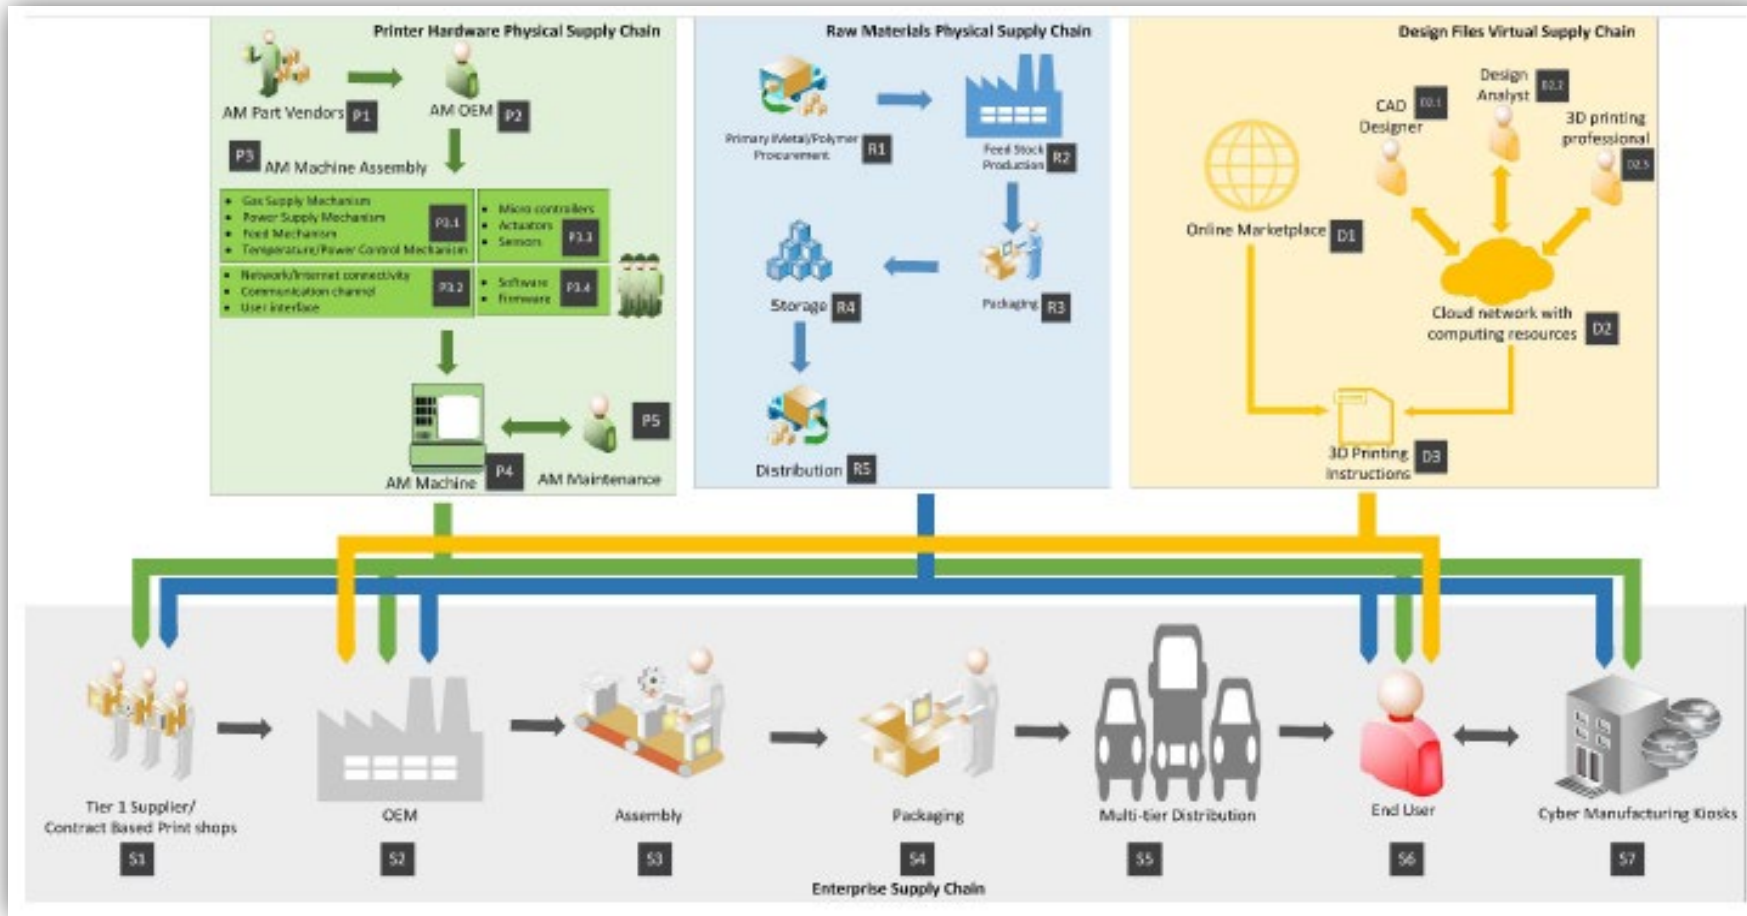 Printer Hardware Physical Supply Chain
AM Part Vendors P1
AM OEM P2
P3 AM Machine Assembly
• Gas Supply Mechanism
• Power Supply Mechanism
• Feed Mechanism
• Temperature/Power Control Mechanism
P3.1
• Micro controllers
• Actuators
• Sensors
P3.3
• Network/Internet connectivity
• Communication channel
• User interface
P3.2
• Software
• Firmware
P3.4
AM Machine P4
AM Maintenance P5
Raw Materials Physical Supply Chain
Primary Metal/Polymer
Procurement R1
Feed Stock
Production R2
Packaging R3
Storage R4
Distribution R5
Design Files Virtual Supply Chain
Online Marketplace D1
CAD
Designer
D2.1
Design
Analyst
D2.2
3D printing
professional
D2.3
Cloud network with
computing resources D2
3D Printing
Instructions
D3
Tier 1 Supplier/
Contract Based Print shops
S1
OEM
S2
Assembly
S3
Packaging
S4
Multi-tier Distribution
S5
End User
S6
Cyber Manufacturing Kiosks
S7
Enterprise Supply Chain